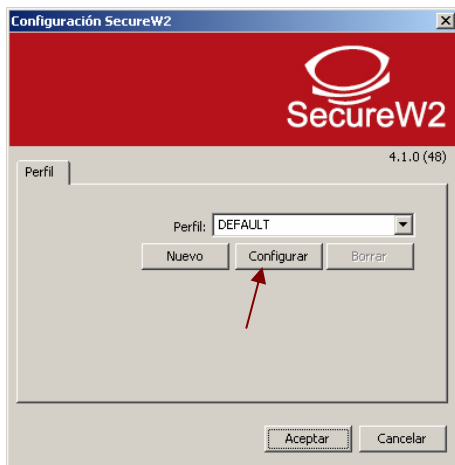 Configuración SecureW2
SecureW2
4.1.0 (48)
Perfil
Perfil: DEFAULT
Nuevo Configurar Borrar
Aceptar Cancelar